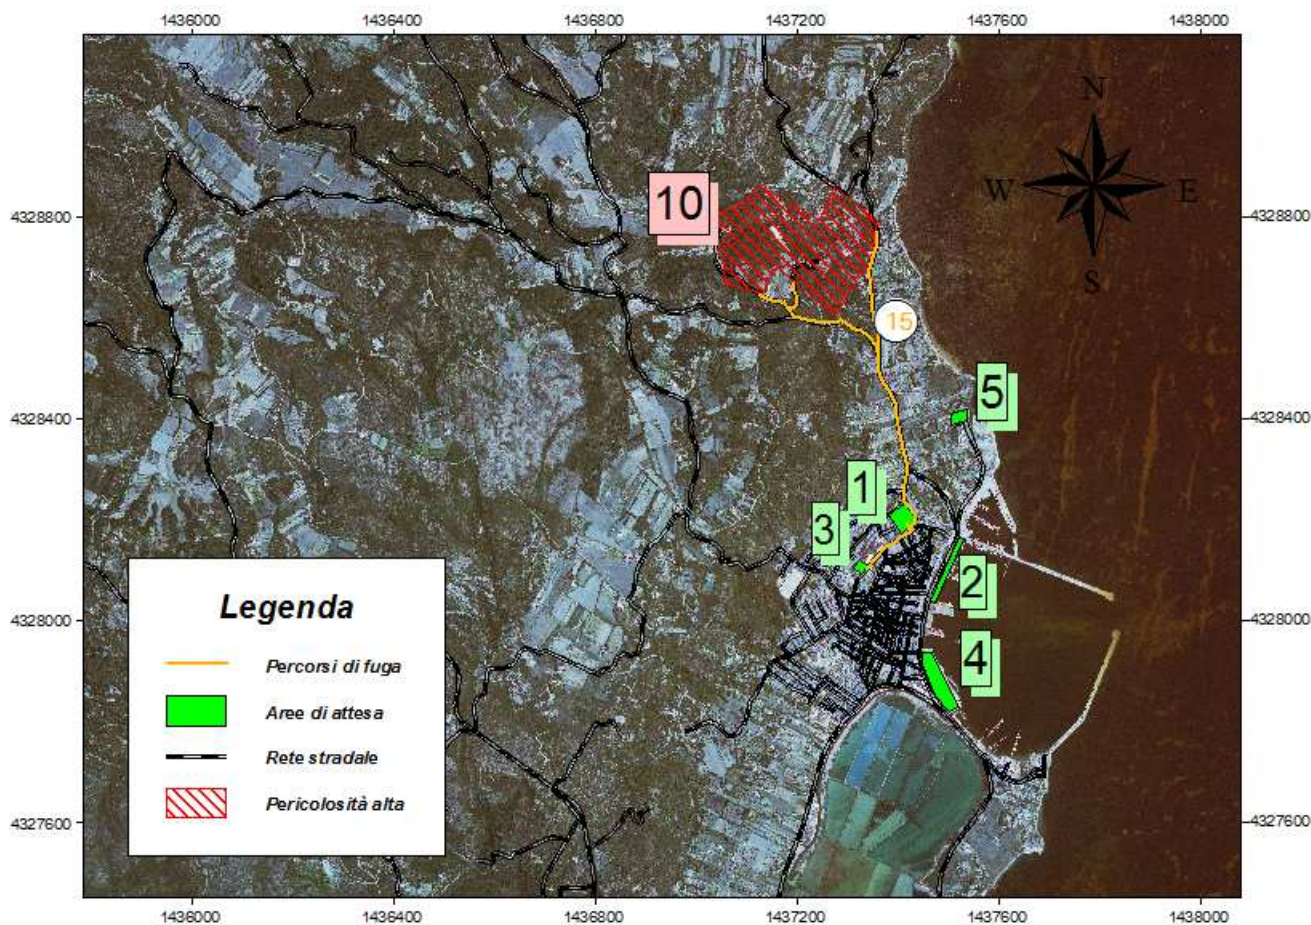 1436000 1436400 1436800 1437200 1437600 1438000
N
W E
S
10
4328800 4328800
15
5
4328400 4328400
1
3
2
4328000 4328000
4
Legenda
Percorsi di fuga
Aree di attesa
Rete stradale
Pericolosità alta
4327600 4327600
1436000 1436400 1436800 1437200 1437600 1438000